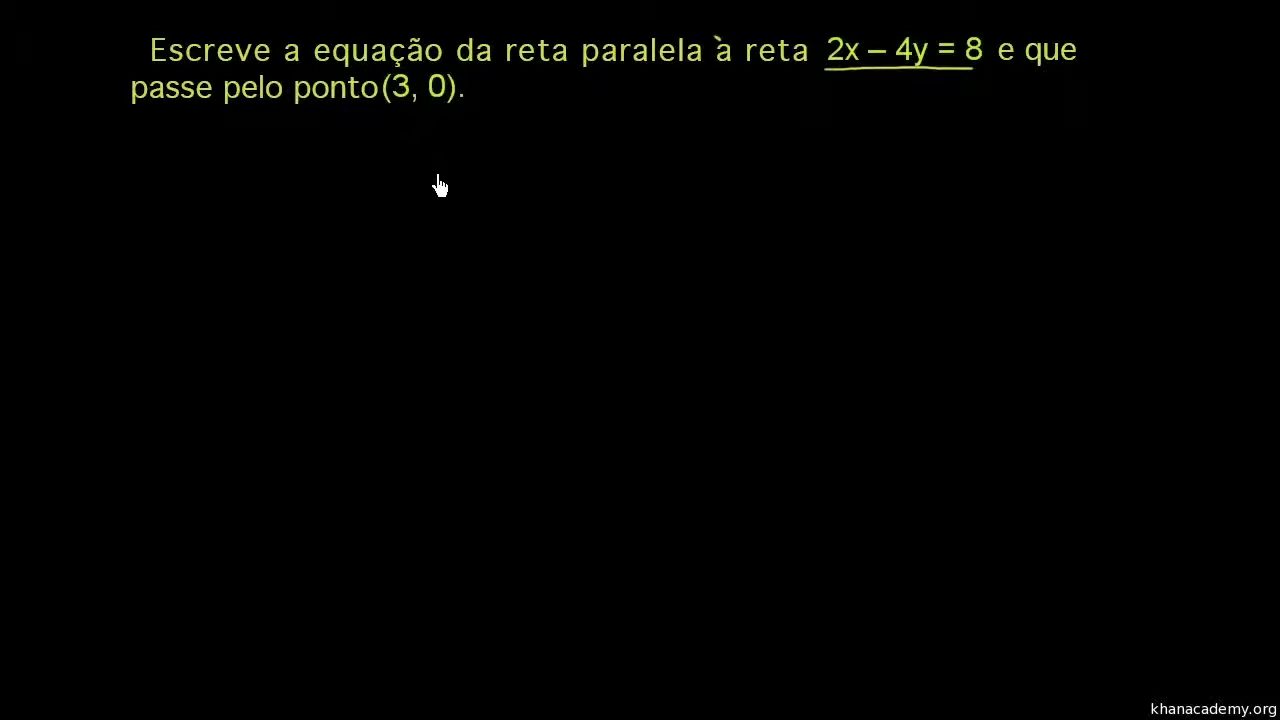 Escreve a equação da reta paralela à reta 2x – 4y = 8 e que
passe pelo ponto(3, 0).
khanacademy.org